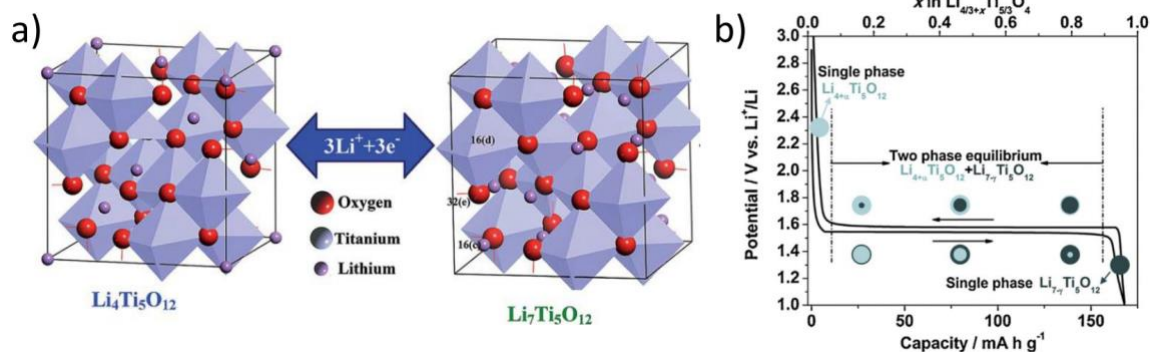 a)
16(d)
32(e)
16(c)
Li₄Ti₅O₁₂
3Li⁺+3e⁻
Oxygen
Titanium
Lithium
Li₇Ti₅O₁₂
b)
x in Li₄/₃₊ₓTi₅/₃O₄
0.0 0.2 0.4 0.6 0.8 1.0
Potential / V vs. Li⁺/Li
3.0
2.8
2.6
2.4
2.2
2.0
1.8
1.6
1.4
1.2
1.0
Single phase
Li₄₊αTi₅O₁₂
Two phase equilibrium
Li₄₊αTi₅O₁₂+Li₇₋γTi₅O₁₂
Single phase Li₇₋γTi₅O₁₂
0 50 100 150
Capacity / mA h g⁻¹